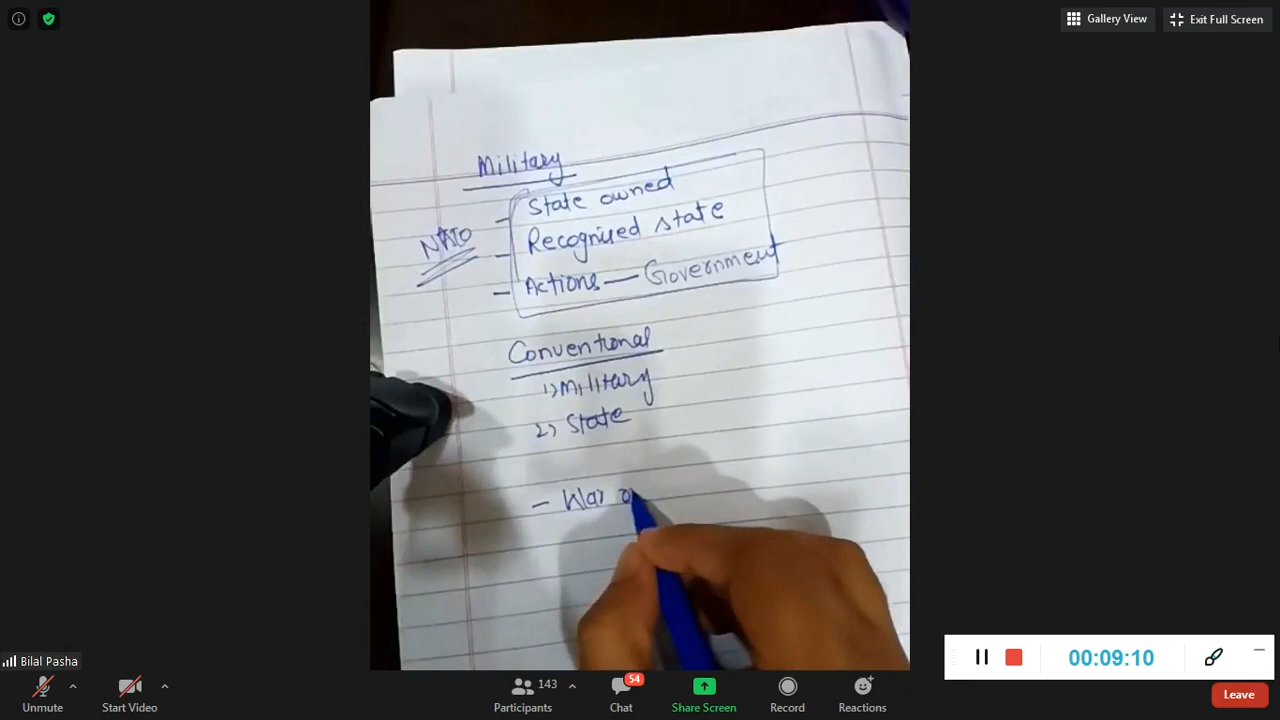 Gallery View
Exit Full Screen
Military
State owned
NATO
Recognised state
Actions — Government
Conventional
1) Military
2) State
- War
Bilal Pasha
00:09:10
Unmute
Start Video
143
Participants
54
Chat
Share Screen
Record
Reactions
Leave